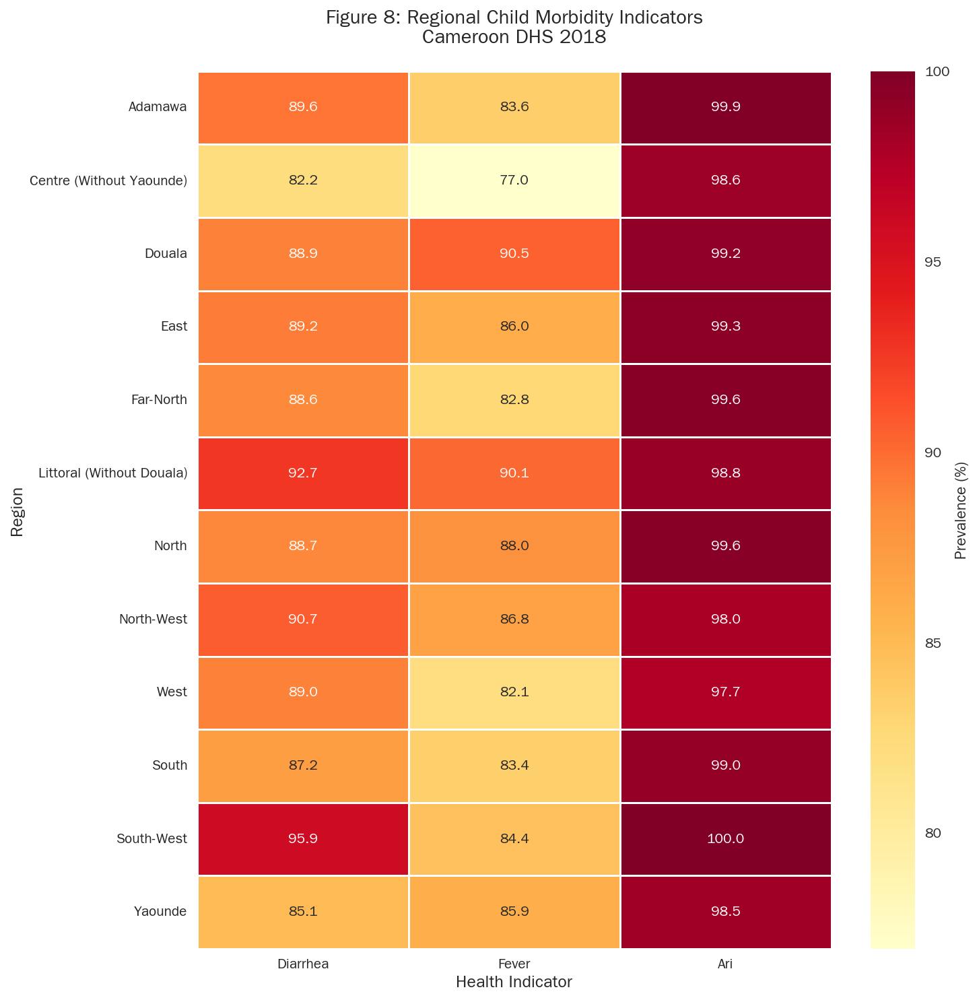 Figure 8: Regional Child Morbidity Indicators
Cameroon DHS 2018
Adamawa 89.6 83.6 99.9
Centre (Without Yaounde) 82.2 77.0 98.6
Douala 88.9 90.5 99.2
East 89.2 86.0 99.3
Far-North 88.6 82.8 99.6
Littoral (Without Douala) 92.7 90.1 98.8
North 88.7 88.0 99.6
North-West 90.7 86.8 98.0
West 89.0 82.1 97.7
South 87.2 83.4 99.0
South-West 95.9 84.4 100.0
Yaounde 85.1 85.9 98.5
Diarrhea Fever Ari
Health Indicator
Region
100
95
90
85
80
Prevalence (%)